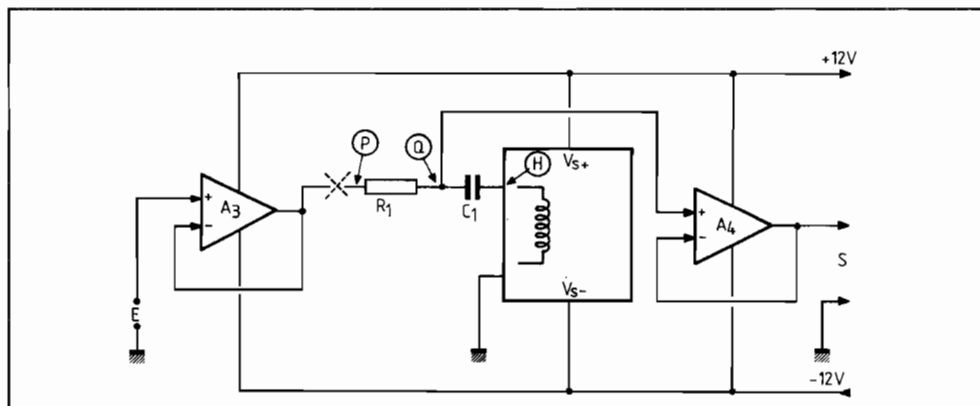 +12V
P
Q
H
Vs+
+
A3
-
R1
C1
+
A4
-
S
Vs-
E
-12V